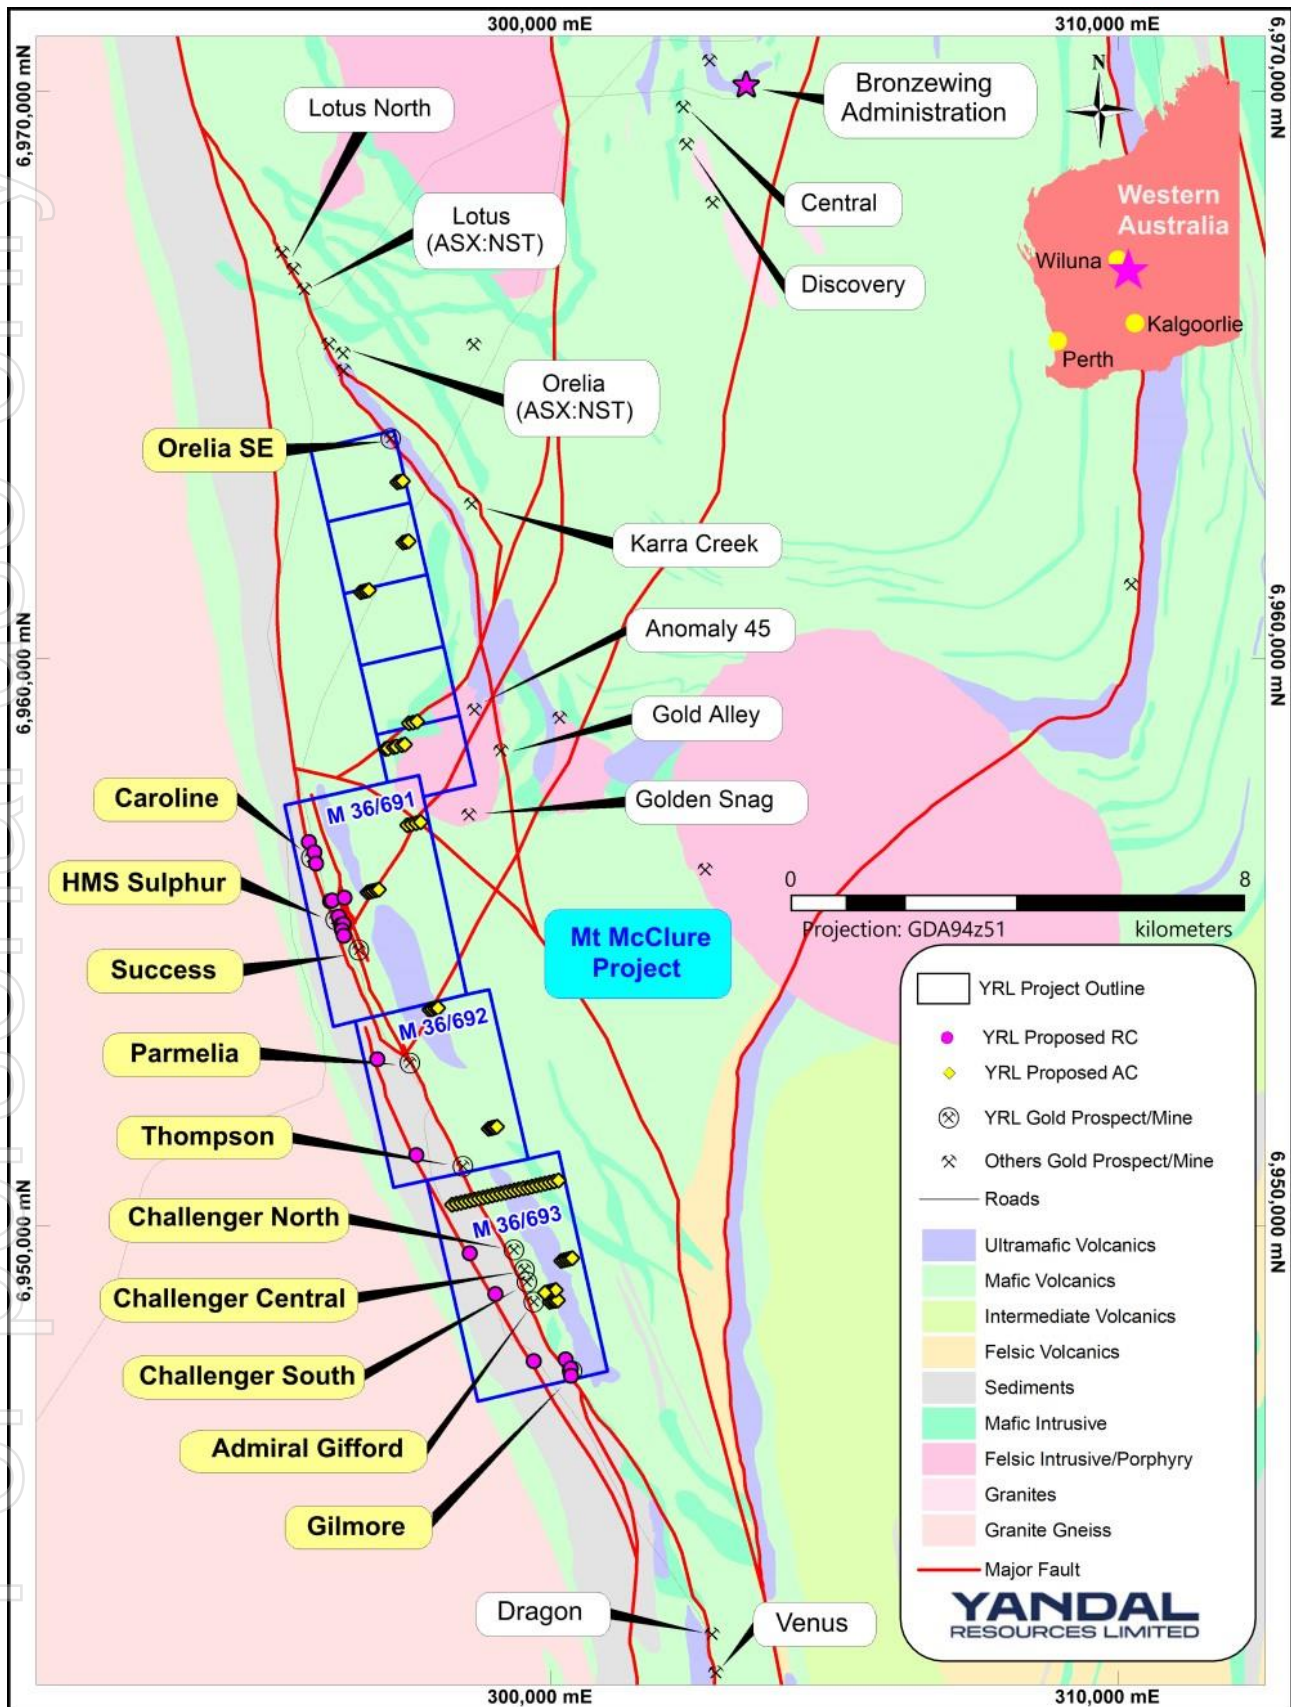 300,000 mE
310,000 mE
6,970,000 mN
6,970,000 mN
N
Lotus North
Bronzewing
Administration
Lotus
(ASX:NST)
Central
Discovery
Western
Australia
Wiluna
Kalgoorlie
Perth
Orelia
(ASX:NST)
Orelia SE
Karra Creek
Anomaly 45
6,960,000 mN
6,960,000 mN
Gold Alley
Golden Snag
Caroline
M 36/691
HMS Sulphur
0
8
Projection: GDA94z51
kilometers
Mt McClure
Project
Success
M 36/692
Parmelia
Thompson
Challenger North
M 36/693
6,950,000 mN
6,950,000 mN
Challenger Central
Challenger South
Admiral Gifford
Gilmore
Dragon
Venus
YRL Project Outline
YRL Proposed RC
YRL Proposed AC
YRL Gold Prospect/Mine
Others Gold Prospect/Mine
Roads
Ultramafic Volcanics
Mafic Volcanics
Intermediate Volcanics
Felsic Volcanics
Sediments
Mafic Intrusive
Felsic Intrusive/Porphyry
Granites
Granite Gneiss
Major Fault
YANDAL
RESOURCES LIMITED
300,000 mE
310,000 mE